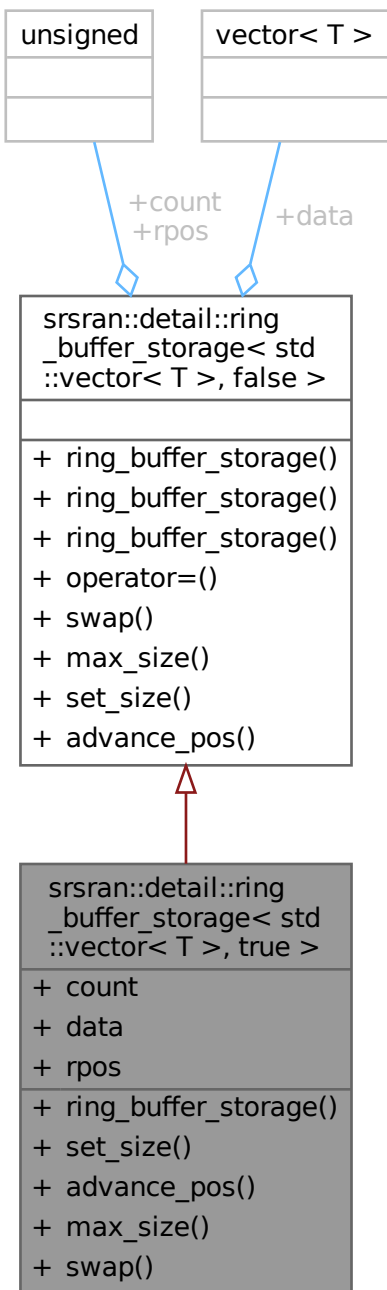 unsigned
vector< T >
+count
+rpos
+data
srsran::detail::ring
_buffer_storage< std
::vector< T >, false >
+ ring_buffer_storage()
+ ring_buffer_storage()
+ ring_buffer_storage()
+ operator=()
+ swap()
+ max_size()
+ set_size()
+ advance_pos()
srsran::detail::ring
_buffer_storage< std
::vector< T >, true >
+ count
+ data
+ rpos
+ ring_buffer_storage()
+ set_size()
+ advance_pos()
+ max_size()
+ swap()